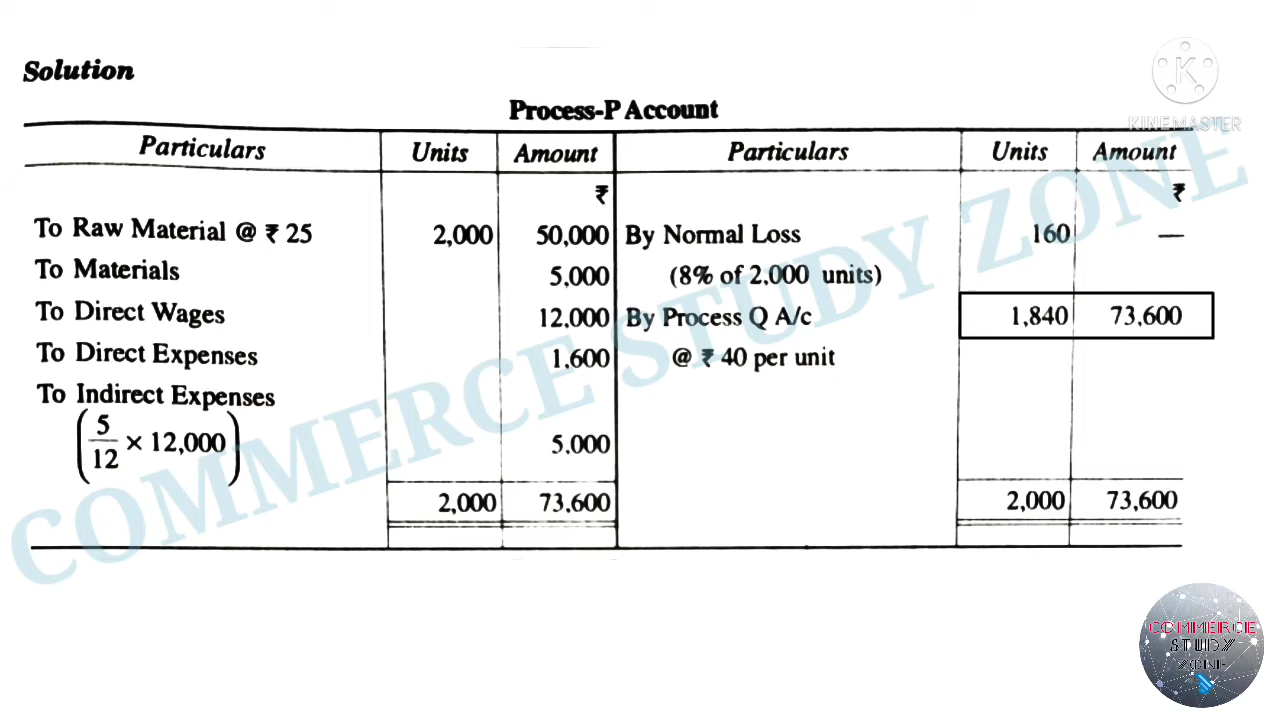 Solution
KINEMASTER
Process-P Account
Particulars Units Amount Particulars Units Amount
₹ ₹
To Raw Material @ ₹ 25 2,000 50,000 By Normal Loss 160 —
To Materials 5,000 (8% of 2,000 units)
To Direct Wages 12,000 By Process Q A/c 1,840 73,600
To Direct Expenses 1,600 @ ₹ 40 per unit
To Indirect Expenses
(5/12 × 12,000) 5,000
2,000 73,600 2,000 73,600
COMMERCE STUDY ZONE
COMMERCE
STUDY
ZONE